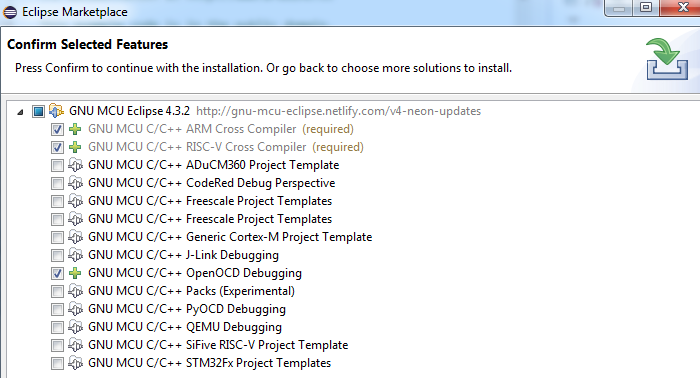 Eclipse Marketplace
Confirm Selected Features
Press Confirm to continue with the installation. Or go back to choose more solutions to install.
GNU MCU Eclipse 4.3.2 http://gnu-mcu-eclipse.netlify.com/v4-neon-updates
GNU MCU C/C++ ARM Cross Compiler (required)
GNU MCU C/C++ RISC-V Cross Compiler (required)
GNU MCU C/C++ ADuCM360 Project Template
GNU MCU C/C++ CodeRed Debug Perspective
GNU MCU C/C++ Freescale Project Templates
GNU MCU C/C++ Freescale Project Templates
GNU MCU C/C++ Generic Cortex-M Project Template
GNU MCU C/C++ J-Link Debugging
GNU MCU C/C++ OpenOCD Debugging
GNU MCU C/C++ Packs (Experimental)
GNU MCU C/C++ PyOCD Debugging
GNU MCU C/C++ QEMU Debugging
GNU MCU C/C++ SiFive RISC-V Project Template
GNU MCU C/C++ STM32Fx Project Templates